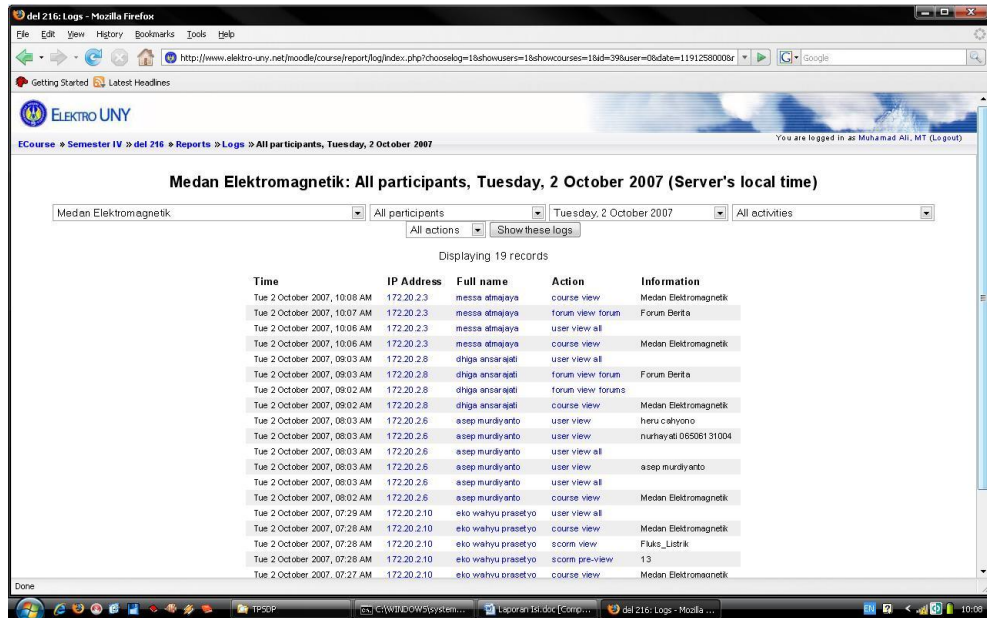 del 216: Logs - Mozilla Firefox
File Edit View History Bookmarks Tools Help
http://www.elektro-uny.net/moodle/course/report/log/index.php?chooselog=1&showusers=1&showcourses=1&id=39&user=0&date=1191258000&r
Google
Getting Started Latest Headlines
ELEKTRO UNY
You are logged in as Muhamad Ali, MT (Logout)
ECourse » Semester IV » del 216 » Reports » Logs » All participants, Tuesday, 2 October 2007
Medan Elektromagnetik: All participants, Tuesday, 2 October 2007 (Server's local time)
Medan Elektromagnetik All participants Tuesday, 2 October 2007 All activities
All actions Show these logs
Displaying 19 records
Time IP Address Full name Action Information
Tue 2 October 2007, 10:08 AM 172.20.2.3 messa atmajaya course view Medan Elektromagnetik
Tue 2 October 2007, 10:07 AM 172.20.2.3 messa atmajaya forum view forum Forum Berita
Tue 2 October 2007, 10:06 AM 172.20.2.3 messa atmajaya user view all
Tue 2 October 2007, 10:06 AM 172.20.2.3 messa atmajaya course view Medan Elektromagnetik
Tue 2 October 2007, 09:03 AM 172.20.2.8 dhiga ansarajati user view all
Tue 2 October 2007, 09:03 AM 172.20.2.8 dhiga ansarajati forum view forum Forum Berita
Tue 2 October 2007, 09:02 AM 172.20.2.8 dhiga ansarajati forum view forums
Tue 2 October 2007, 09:02 AM 172.20.2.8 dhiga ansarajati course view Medan Elektromagnetik
Tue 2 October 2007, 08:03 AM 172.20.2.6 asep murdiyanto user view heru cahyono
Tue 2 October 2007, 08:03 AM 172.20.2.6 asep murdiyanto user view nurhayati 06506131004
Tue 2 October 2007, 08:03 AM 172.20.2.6 asep murdiyanto user view all
Tue 2 October 2007, 08:03 AM 172.20.2.6 asep murdiyanto user view asep murdiyanto
Tue 2 October 2007, 08:03 AM 172.20.2.6 asep murdiyanto user view all
Tue 2 October 2007, 08:02 AM 172.20.2.6 asep murdiyanto course view Medan Elektromagnetik
Tue 2 October 2007, 07:29 AM 172.20.2.10 eko wahyu prasetyo user view all
Tue 2 October 2007, 07:28 AM 172.20.2.10 eko wahyu prasetyo course view Medan Elektromagnetik
Tue 2 October 2007, 07:28 AM 172.20.2.10 eko wahyu prasetyo scorm view Fluks_Listrik
Tue 2 October 2007, 07:28 AM 172.20.2.10 eko wahyu prasetyo scorm pre-view 13
Tue 2 October 2007, 07:27 AM 172.20.2.10 eko wahyu prasetyo course view Medan Elektromagnetik
Done
TPSDP C:\WINDOWS\system... Laporan Isi.doc [Comp... del 216: Logs - Mozilla ... EN 10:08